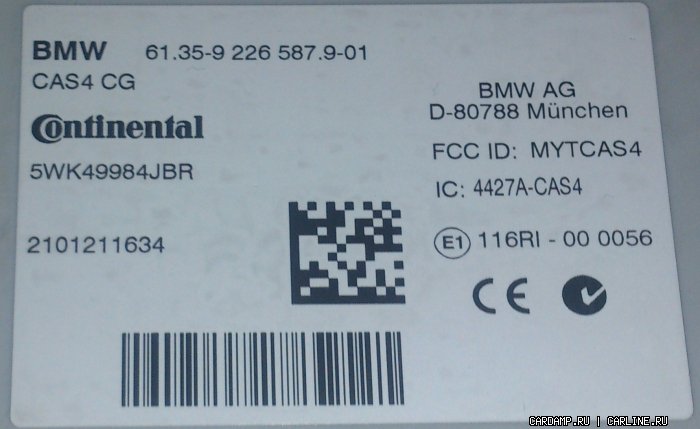 BMW 61.35-9 226 587.9-01
CAS4 CG
Continental
5WK49984JBR
2101211634
BMW AG
D-80788 München
FCC ID: MYTCAS4
IC: 4427A-CAS4
E1 116RI - 00 0056
CE
CARDAMP.RU | CARLINE.RU